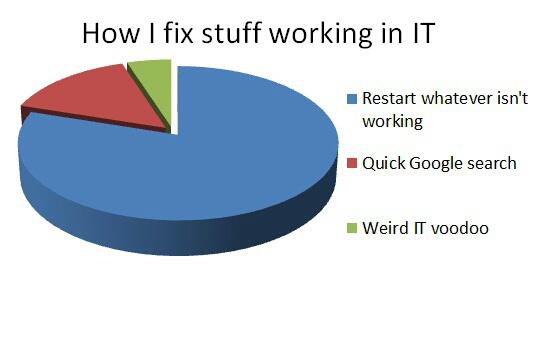 How I fix stuff working in IT
Restart whatever isn't
working
Quick Google search
Weird IT voodoo